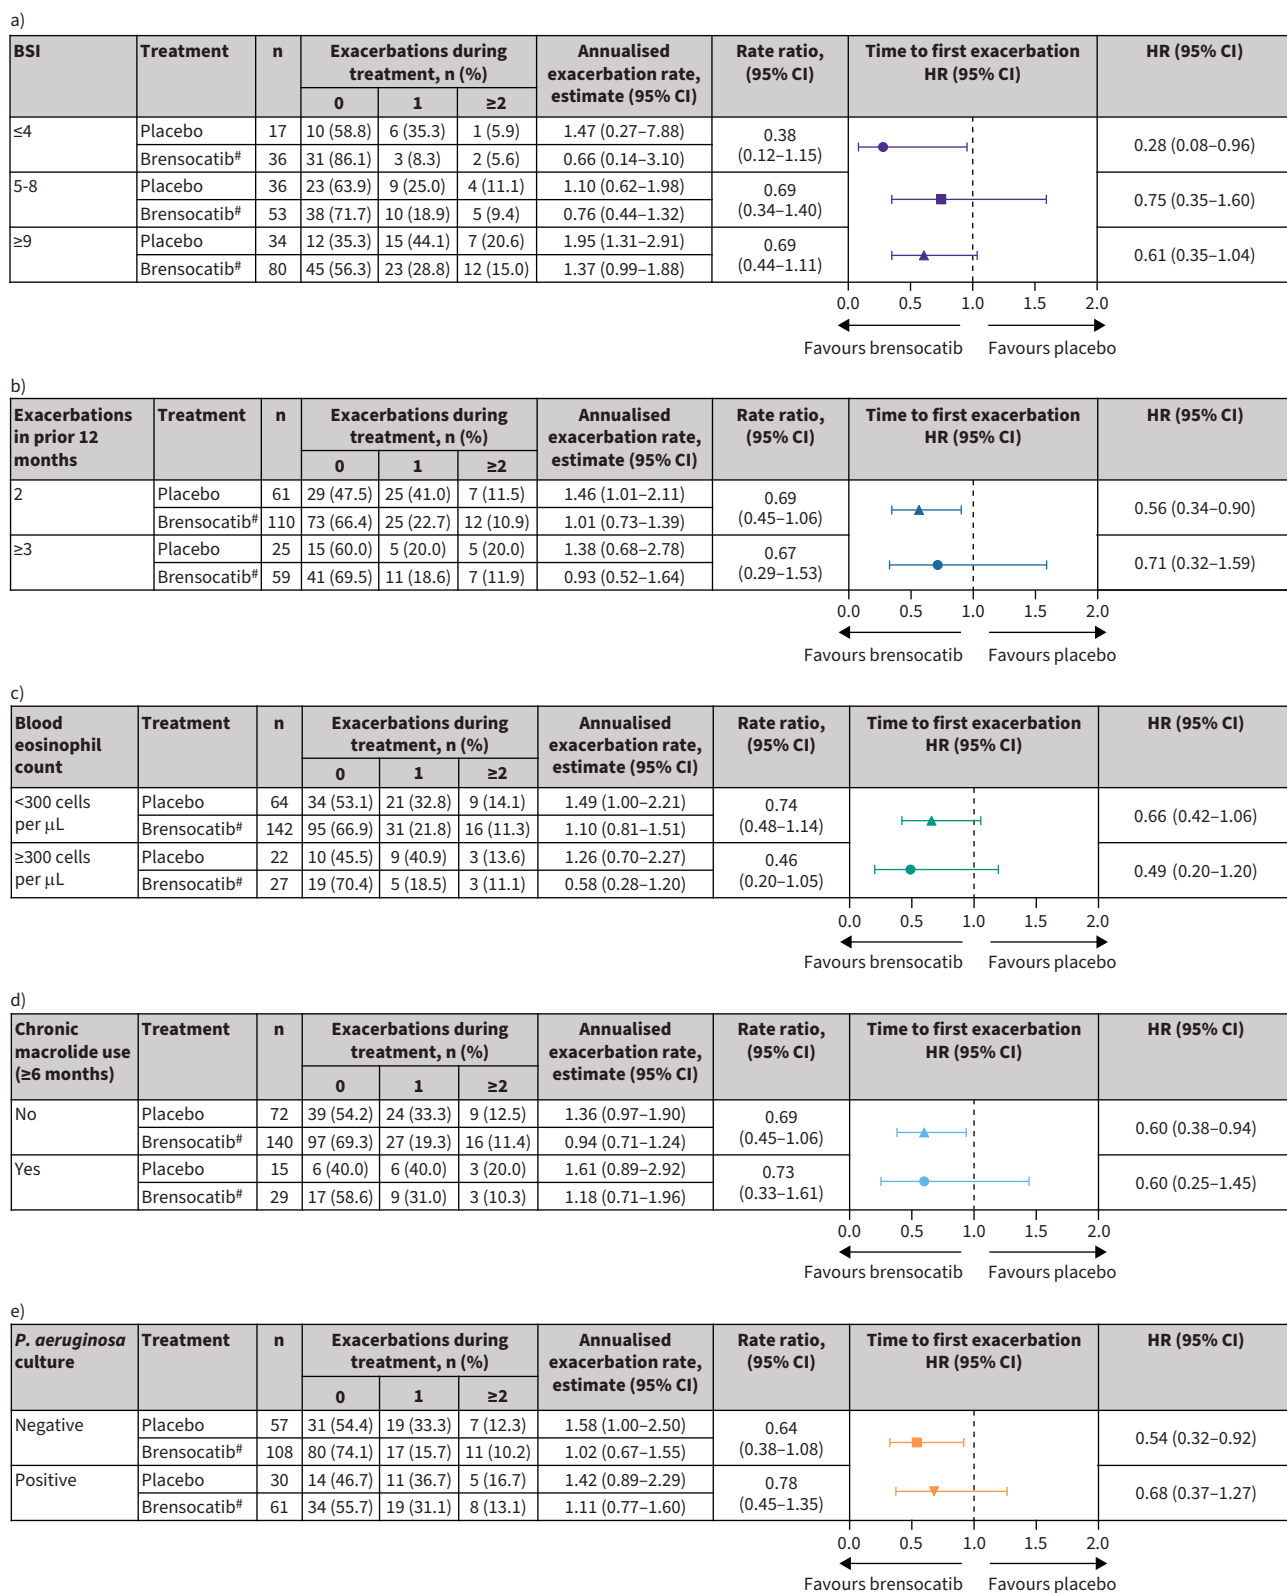 a)
BSI Treatment n Exacerbations during treatment, n (%) Annualised exacerbation rate, estimate (95% CI) Rate ratio, (95% CI) Time to first exacerbation HR (95% CI) HR (95% CI)
0 1 ≥2
≤4 Placebo 17 10 (58.8) 6 (35.3) 1 (5.9) 1.47 (0.27–7.88) 0.38 (0.12–1.15) 0.28 (0.08–0.96)
Brensocatib# 36 31 (86.1) 3 (8.3) 2 (5.6) 0.66 (0.14–3.10)
5-8 Placebo 36 23 (63.9) 9 (25.0) 4 (11.1) 1.10 (0.62–1.98) 0.69 (0.34–1.40) 0.75 (0.35–1.60)
Brensocatib# 53 38 (71.7) 10 (18.9) 5 (9.4) 0.76 (0.44–1.32)
≥9 Placebo 34 12 (35.3) 15 (44.1) 7 (20.6) 1.95 (1.31–2.91) 0.69 (0.44–1.11) 0.61 (0.35–1.04)
Brensocatib# 80 45 (56.3) 23 (28.8) 12 (15.0) 1.37 (0.99–1.88)
0.0 0.5 1.0 1.5 2.0
Favours brensocatib Favours placebo
b)
Exacerbations in prior 12 months Treatment n Exacerbations during treatment, n (%) Annualised exacerbation rate, estimate (95% CI) Rate ratio, (95% CI) Time to first exacerbation HR (95% CI) HR (95% CI)
0 1 ≥2
2 Placebo 61 29 (47.5) 25 (41.0) 7 (11.5) 1.46 (1.01–2.11) 0.69 (0.45–1.06) 0.56 (0.34–0.90)
Brensocatib# 110 73 (66.4) 25 (22.7) 12 (10.9) 1.01 (0.73–1.39)
≥3 Placebo 25 15 (60.0) 5 (20.0) 5 (20.0) 1.38 (0.68–2.78) 0.67 (0.29–1.53) 0.71 (0.32–1.59)
Brensocatib# 59 41 (69.5) 11 (18.6) 7 (11.9) 0.93 (0.52–1.64)
0.0 0.5 1.0 1.5 2.0
Favours brensocatib Favours placebo
c)
Blood eosinophil count Treatment n Exacerbations during treatment, n (%) Annualised exacerbation rate, estimate (95% CI) Rate ratio, (95% CI) Time to first exacerbation HR (95% CI) HR (95% CI)
0 1 ≥2
<300 cells per µL Placebo 64 34 (53.1) 21 (32.8) 9 (14.1) 1.49 (1.00–2.21) 0.74 (0.48–1.14) 0.66 (0.42–1.06)
Brensocatib# 142 95 (66.9) 31 (21.8) 16 (11.3) 1.10 (0.81–1.51)
≥300 cells per µL Placebo 22 10 (45.5) 9 (40.9) 3 (13.6) 1.26 (0.70–2.27) 0.46 (0.20–1.05) 0.49 (0.20–1.20)
Brensocatib# 27 19 (70.4) 5 (18.5) 3 (11.1) 0.58 (0.28–1.20)
0.0 0.5 1.0 1.5 2.0
Favours brensocatib Favours placebo
d)
Chronic macrolide use (≥6 months) Treatment n Exacerbations during treatment, n (%) Annualised exacerbation rate, estimate (95% CI) Rate ratio, (95% CI) Time to first exacerbation HR (95% CI) HR (95% CI)
0 1 ≥2
No Placebo 72 39 (54.2) 24 (33.3) 9 (12.5) 1.36 (0.97–1.90) 0.69 (0.45–1.06) 0.60 (0.38–0.94)
Brensocatib# 140 97 (69.3) 27 (19.3) 16 (11.4) 0.94 (0.71–1.24)
Yes Placebo 15 6 (40.0) 6 (40.0) 3 (20.0) 1.61 (0.89–2.92) 0.73 (0.33–1.61) 0.60 (0.25–1.45)
Brensocatib# 29 17 (58.6) 9 (31.0) 3 (10.3) 1.18 (0.71–1.96)
0.0 0.5 1.0 1.5 2.0
Favours brensocatib Favours placebo
e)
P. aeruginosa culture Treatment n Exacerbations during treatment, n (%) Annualised exacerbation rate, estimate (95% CI) Rate ratio, (95% CI) Time to first exacerbation HR (95% CI) HR (95% CI)
0 1 ≥2
Negative Placebo 57 31 (54.4) 19 (33.3) 7 (12.3) 1.58 (1.00–2.50) 0.64 (0.38–1.08) 0.54 (0.32–0.92)
Brensocatib# 108 80 (74.1) 17 (15.7) 11 (10.2) 1.02 (0.67–1.55)
Positive Placebo 30 14 (46.7) 11 (36.7) 5 (16.7) 1.42 (0.89–2.29) 0.78 (0.45–1.35) 0.68 (0.37–1.27)
Brensocatib# 61 34 (55.7) 19 (31.1) 8 (13.1) 1.11 (0.77–1.60)
0.0 0.5 1.0 1.5 2.0
Favours brensocatib Favours placebo